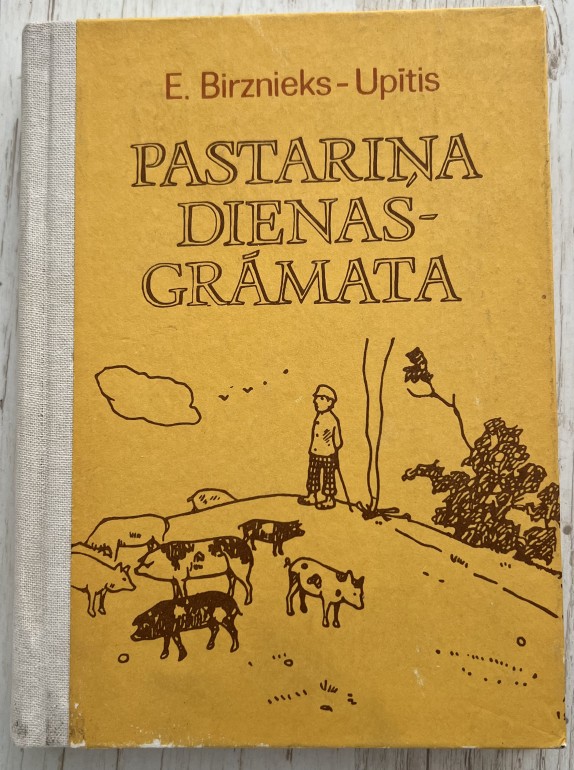 E. Birznieks-Upītis
PASTARIŅA
DIENAS-
GRĀMATA